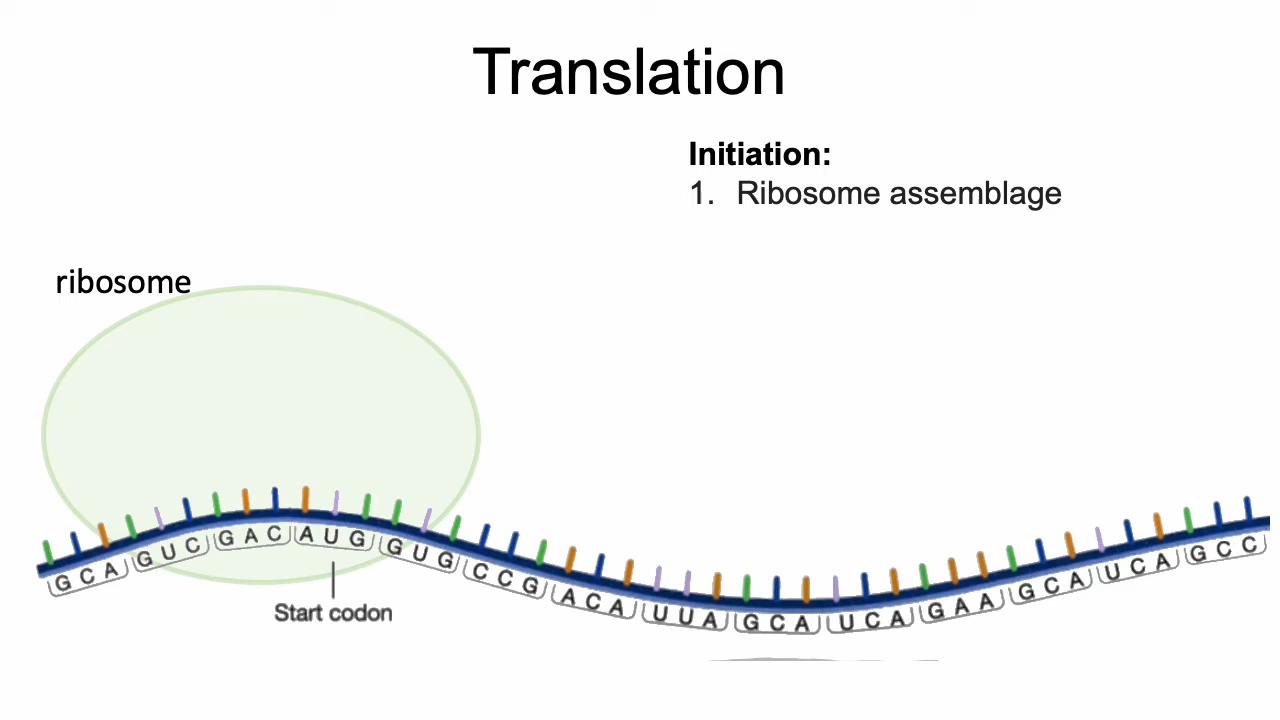 Translation
Initiation:
1. Ribosome assemblage
ribosome
GCA GUC GAC AUG GUG CCG ACA UUA GCA UCA GAA GCA UCA GCC
Start codon